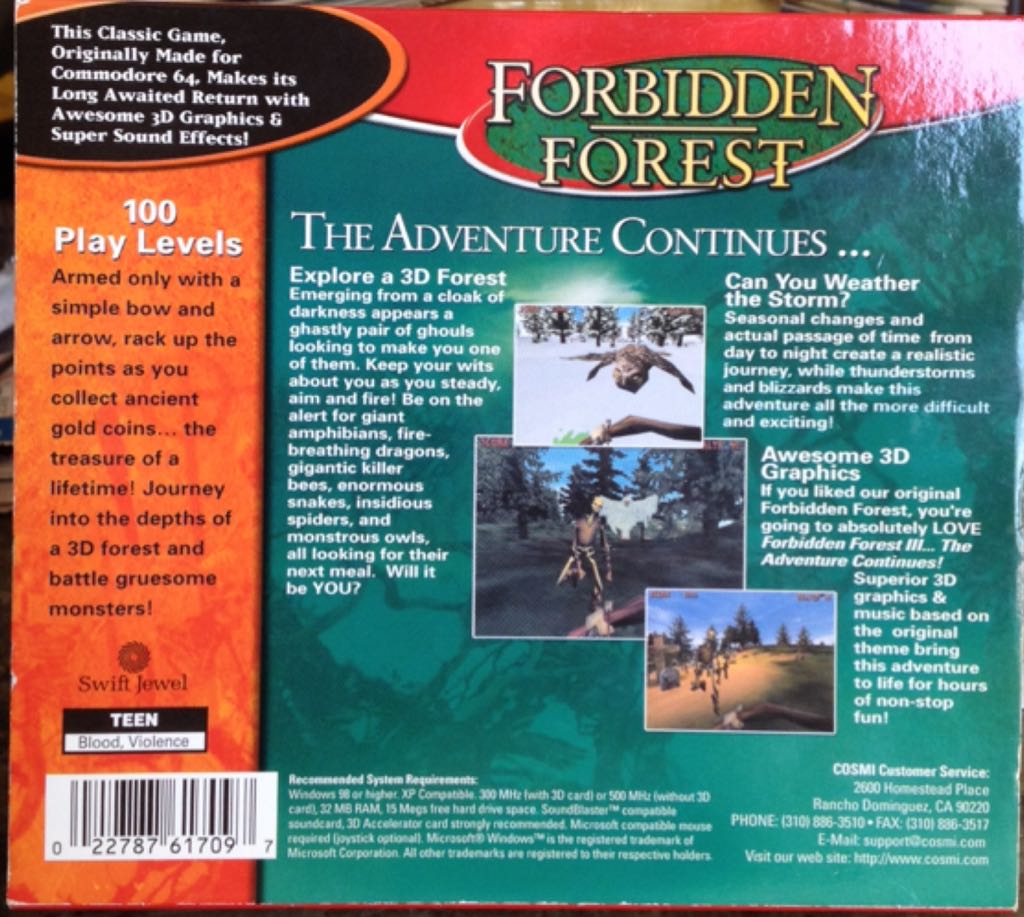 This Classic Game,
Originally Made for
Commodore 64, Makes its
Long Awaited Return with
Awesome 3D Graphics &
Super Sound Effects!
FORBIDDEN
FOREST
100
Play Levels
Armed only with a
simple bow and
arrow, rack up the
points as you
collect ancient
gold coins... the
treasure of a
lifetime! Journey
into the depths of
a 3D forest and
battle gruesome
monsters!
Swift Jewel
TEEN
Blood, Violence
0 22787 61709 7
THE ADVENTURE CONTINUES ...
Explore a 3D Forest
Emerging from a cloak of
darkness appears a
ghastly pair of ghouls
looking to make you one
of them. Keep your wits
about you as you steady,
aim and fire! Be on the
alert for giant
amphibians, fire-
breathing dragons,
gigantic killer
bees, enormous
snakes, insidious
spiders, and
monstrous owls,
all looking for their
next meal. Will it
be YOU?
Can You Weather
the Storm?
Seasonal changes and
actual passage of time from
day to night create a realistic
journey, while thunderstorms
and blizzards make this
adventure all the more difficult
and exciting!
Awesome 3D
Graphics
If you liked our original
Forbidden Forest, you're
going to absolutely LOVE
Forbidden Forest III... The
Adventure Continues!
Superior 3D
graphics &
music based on
the original
theme bring
this adventure
to life for hours
of non-stop
fun!
Recommended System Requirements:
Windows 98 or higher. XP Compatible. 300 MHz (with 3D card) or 500 MHz (without 3D
card), 32 MB RAM, 15 Megs free hard drive space. SoundBlaster™ compatible
soundcard, 3D Accelerator card strongly recommended. Microsoft compatible mouse
required (joystick optional). Microsoft® Windows™ is the registered trademark of
Microsoft Corporation. All other trademarks are registered to their respective holders.
COSMI Customer Service:
2600 Homestead Place
Rancho Dominguez, CA 90220
PHONE: (310) 886-3510 • FAX: (310) 886-3517
E-Mail: support@cosmi.com
Visit our web site: http://www.cosmi.com